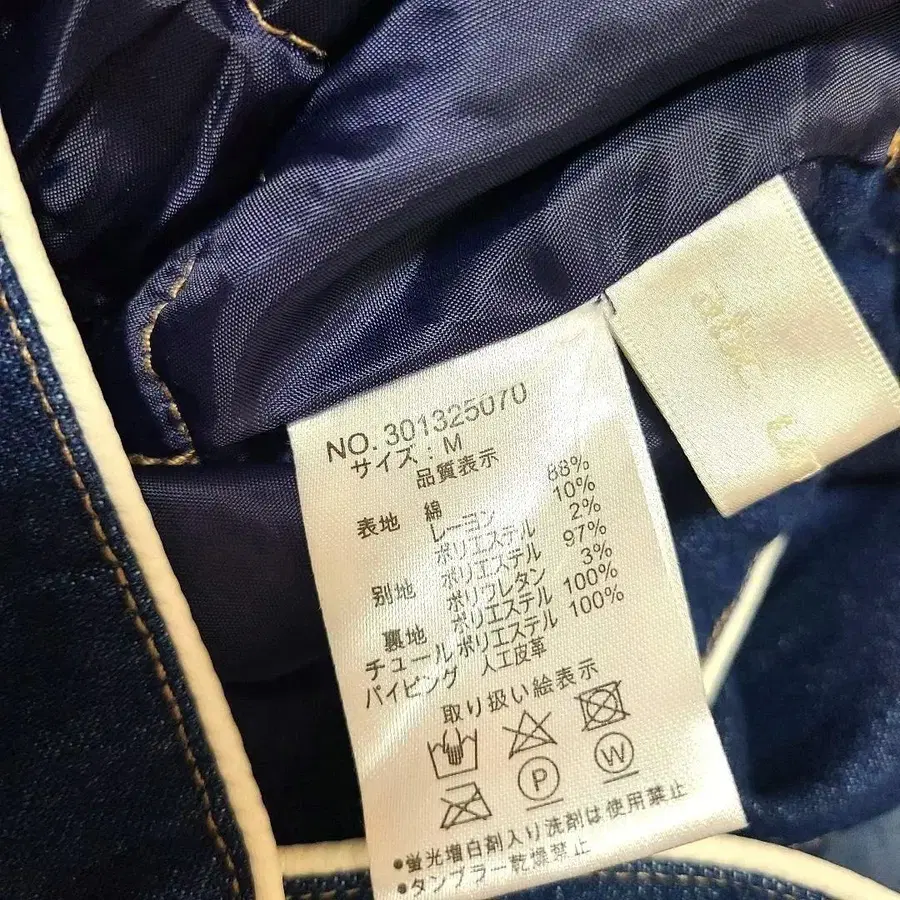 NO. 301325070
サイズ : M
品質表示
表地 綿 88%
レーヨン 10%
ポリエステル 2%
別地 ポリエステル 97%
ポリウレタン 3%
裏地 ポリエステル 100%
チュール ポリエステル 100%
パイピング 人工皮革
取り扱い絵表示
P W
•蛍光増白剤入り洗剤は使用禁止
•タンブラー乾燥禁止